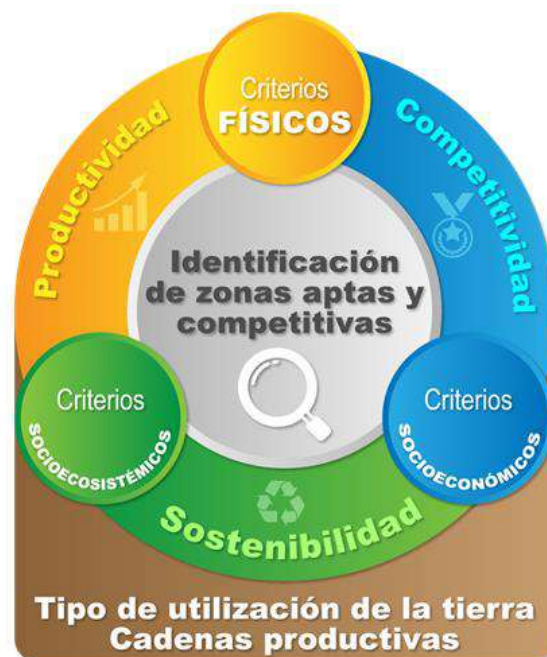 Criterios
FÍSICOS
Productividad
Competitividad
Identificación
de zonas aptas y
competitivas
Criterios
SOCIOECOSISTÉMICOS
Criterios
SOCIOECONÓMICOS
Sostenibilidad
Tipo de utilización de la tierra
Cadenas productivas